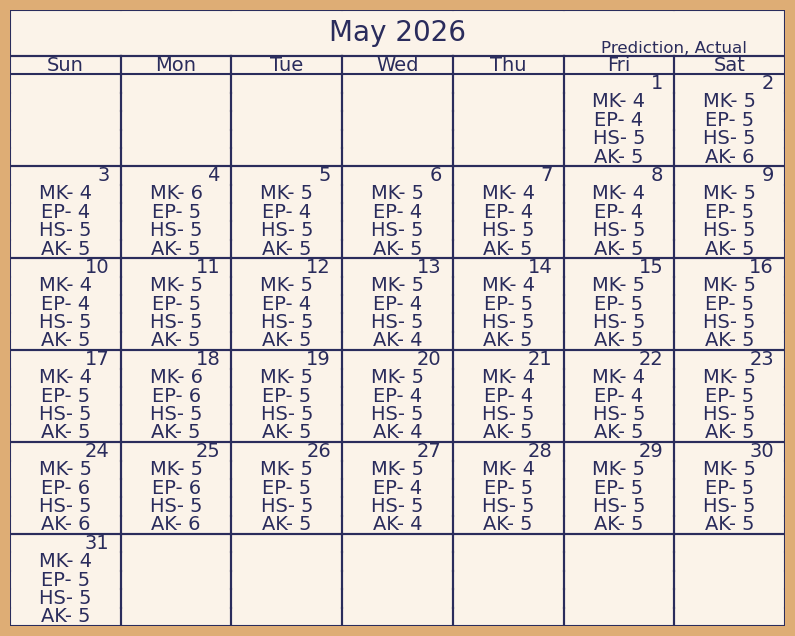 May 2026
Prediction, Actual
Sun Mon Tue Wed Thu Fri Sat
1 2
MK- 4 MK- 5
EP- 4 EP- 5
HS- 5 HS- 5
AK- 5 AK- 6
3 4 5 6 7 8 9
MK- 4 MK- 6 MK- 5 MK- 5 MK- 4 MK- 4 MK- 5
EP- 4 EP- 5 EP- 4 EP- 4 EP- 4 EP- 4 EP- 5
HS- 5 HS- 5 HS- 5 HS- 5 HS- 5 HS- 5 HS- 5
AK- 5 AK- 5 AK- 5 AK- 5 AK- 5 AK- 5 AK- 5
10 11 12 13 14 15 16
MK- 4 MK- 5 MK- 5 MK- 5 MK- 4 MK- 5 MK- 5
EP- 4 EP- 5 EP- 4 EP- 4 EP- 5 EP- 5 EP- 5
HS- 5 HS- 5 HS- 5 HS- 5 HS- 5 HS- 5 HS- 5
AK- 5 AK- 5 AK- 5 AK- 4 AK- 5 AK- 5 AK- 5
17 18 19 20 21 22 23
MK- 4 MK- 6 MK- 5 MK- 5 MK- 4 MK- 4 MK- 5
EP- 5 EP- 6 EP- 5 EP- 4 EP- 4 EP- 4 EP- 5
HS- 5 HS- 5 HS- 5 HS- 5 HS- 5 HS- 5 HS- 5
AK- 5 AK- 5 AK- 5 AK- 4 AK- 5 AK- 5 AK- 5
24 25 26 27 28 29 30
MK- 5 MK- 5 MK- 5 MK- 5 MK- 4 MK- 5 MK- 5
EP- 6 EP- 6 EP- 5 EP- 4 EP- 5 EP- 5 EP- 5
HS- 5 HS- 5 HS- 5 HS- 5 HS- 5 HS- 5 HS- 5
AK- 6 AK- 6 AK- 5 AK- 4 AK- 5 AK- 5 AK- 5
31
MK- 4
EP- 5
HS- 5
AK- 5